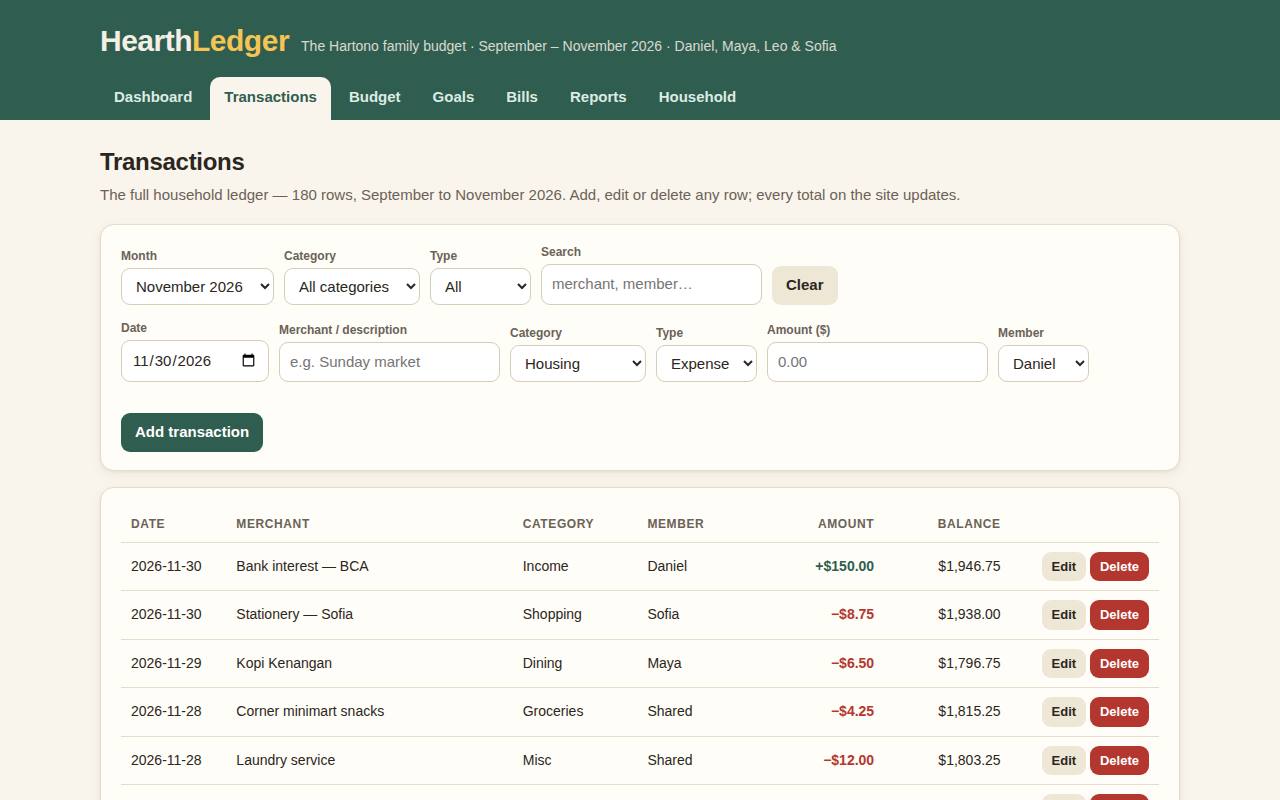 HearthLedger The Hartono family budget · September – November 2026 · Daniel, Maya, Leo & Sofia
Dashboard Transactions Budget Goals Bills Reports Household
Transactions
The full household ledger — 180 rows, September to November 2026. Add, edit or delete any row; every total on the site updates.
Month Category Type Search
November 2026 All categories All merchant, member… Clear
Date Merchant / description Category Type Amount ($) Member
11/30/2026 e.g. Sunday market Housing Expense 0.00 Daniel
Add transaction
DATE MERCHANT CATEGORY MEMBER AMOUNT BALANCE
2026-11-30 Bank interest — BCA Income Daniel +$150.00 $1,946.75 Edit Delete
2026-11-30 Stationery — Sofia Shopping Sofia −$8.75 $1,938.00 Edit Delete
2026-11-29 Kopi Kenangan Dining Maya −$6.50 $1,796.75 Edit Delete
2026-11-28 Corner minimart snacks Groceries Shared −$4.25 $1,815.25 Edit Delete
2026-11-28 Laundry service Misc Shared −$12.00 $1,803.25 Edit Delete